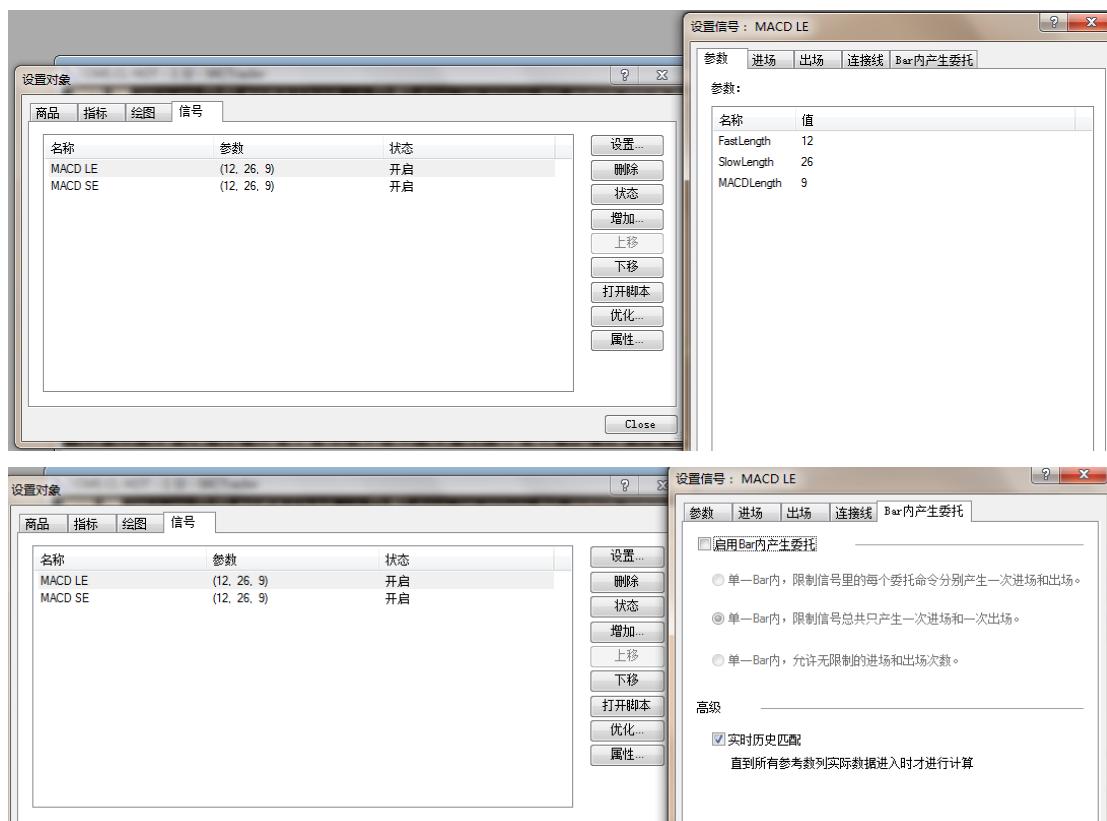 设置信号： MACD LE
参数 进场 出场 连接线 Bar内产生委托
参数：
名称 值
FastLength 12
SlowLength 26
MACDLength 9
设置对象
商品 指标 绘图 信号
名称 参数 状态
MACD LE (12, 26, 9) 开启
MACD SE (12, 26, 9) 开启
设置...
删除
状态
增加...
上移
下移
打开脚本
优化...
属性...
Close
设置对象
商品 指标 绘图 信号
名称 参数 状态
MACD LE (12, 26, 9) 开启
MACD SE (12, 26, 9) 开启
设置...
删除
状态
增加...
上移
下移
打开脚本
优化...
属性...
设置信号： MACD LE
参数 进场 出场 连接线 Bar内产生委托
启用Bar内产生委托
单一Bar内，限制信号里的每个委托命令分别产生一次进场和出场。
单一Bar内，限制信号总共只产生一次进场和一次出场。
单一Bar内，允许无限制的进场和出场次数。
高级
实时历史匹配
直到所有参考数列实际数据进入时才进行计算